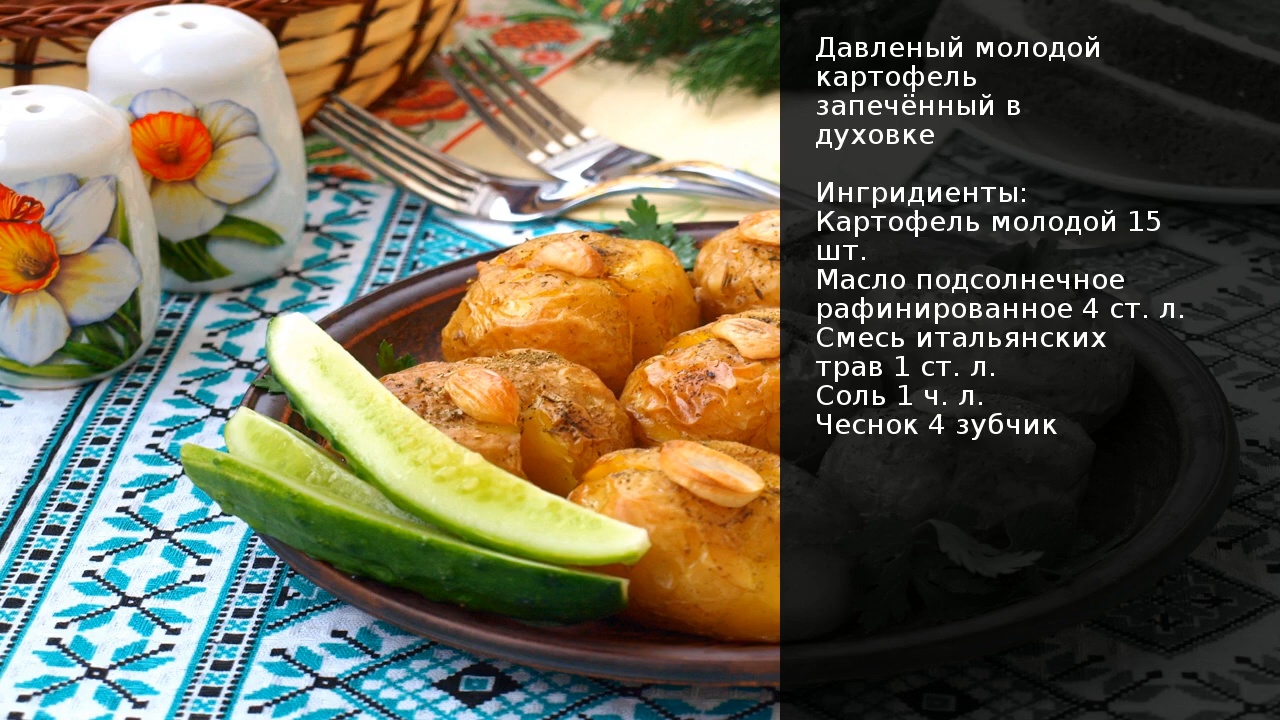 Давленый молодой
картофель
запечённый в
духовке
Ингридиенты:
Картофель молодой 15
шт.
Масло подсолнечное
рафинированное 4 ст. л.
Смесь итальянских
трав 1 ст. л.
Соль 1 ч. л.
Чеснок 4 зубчик